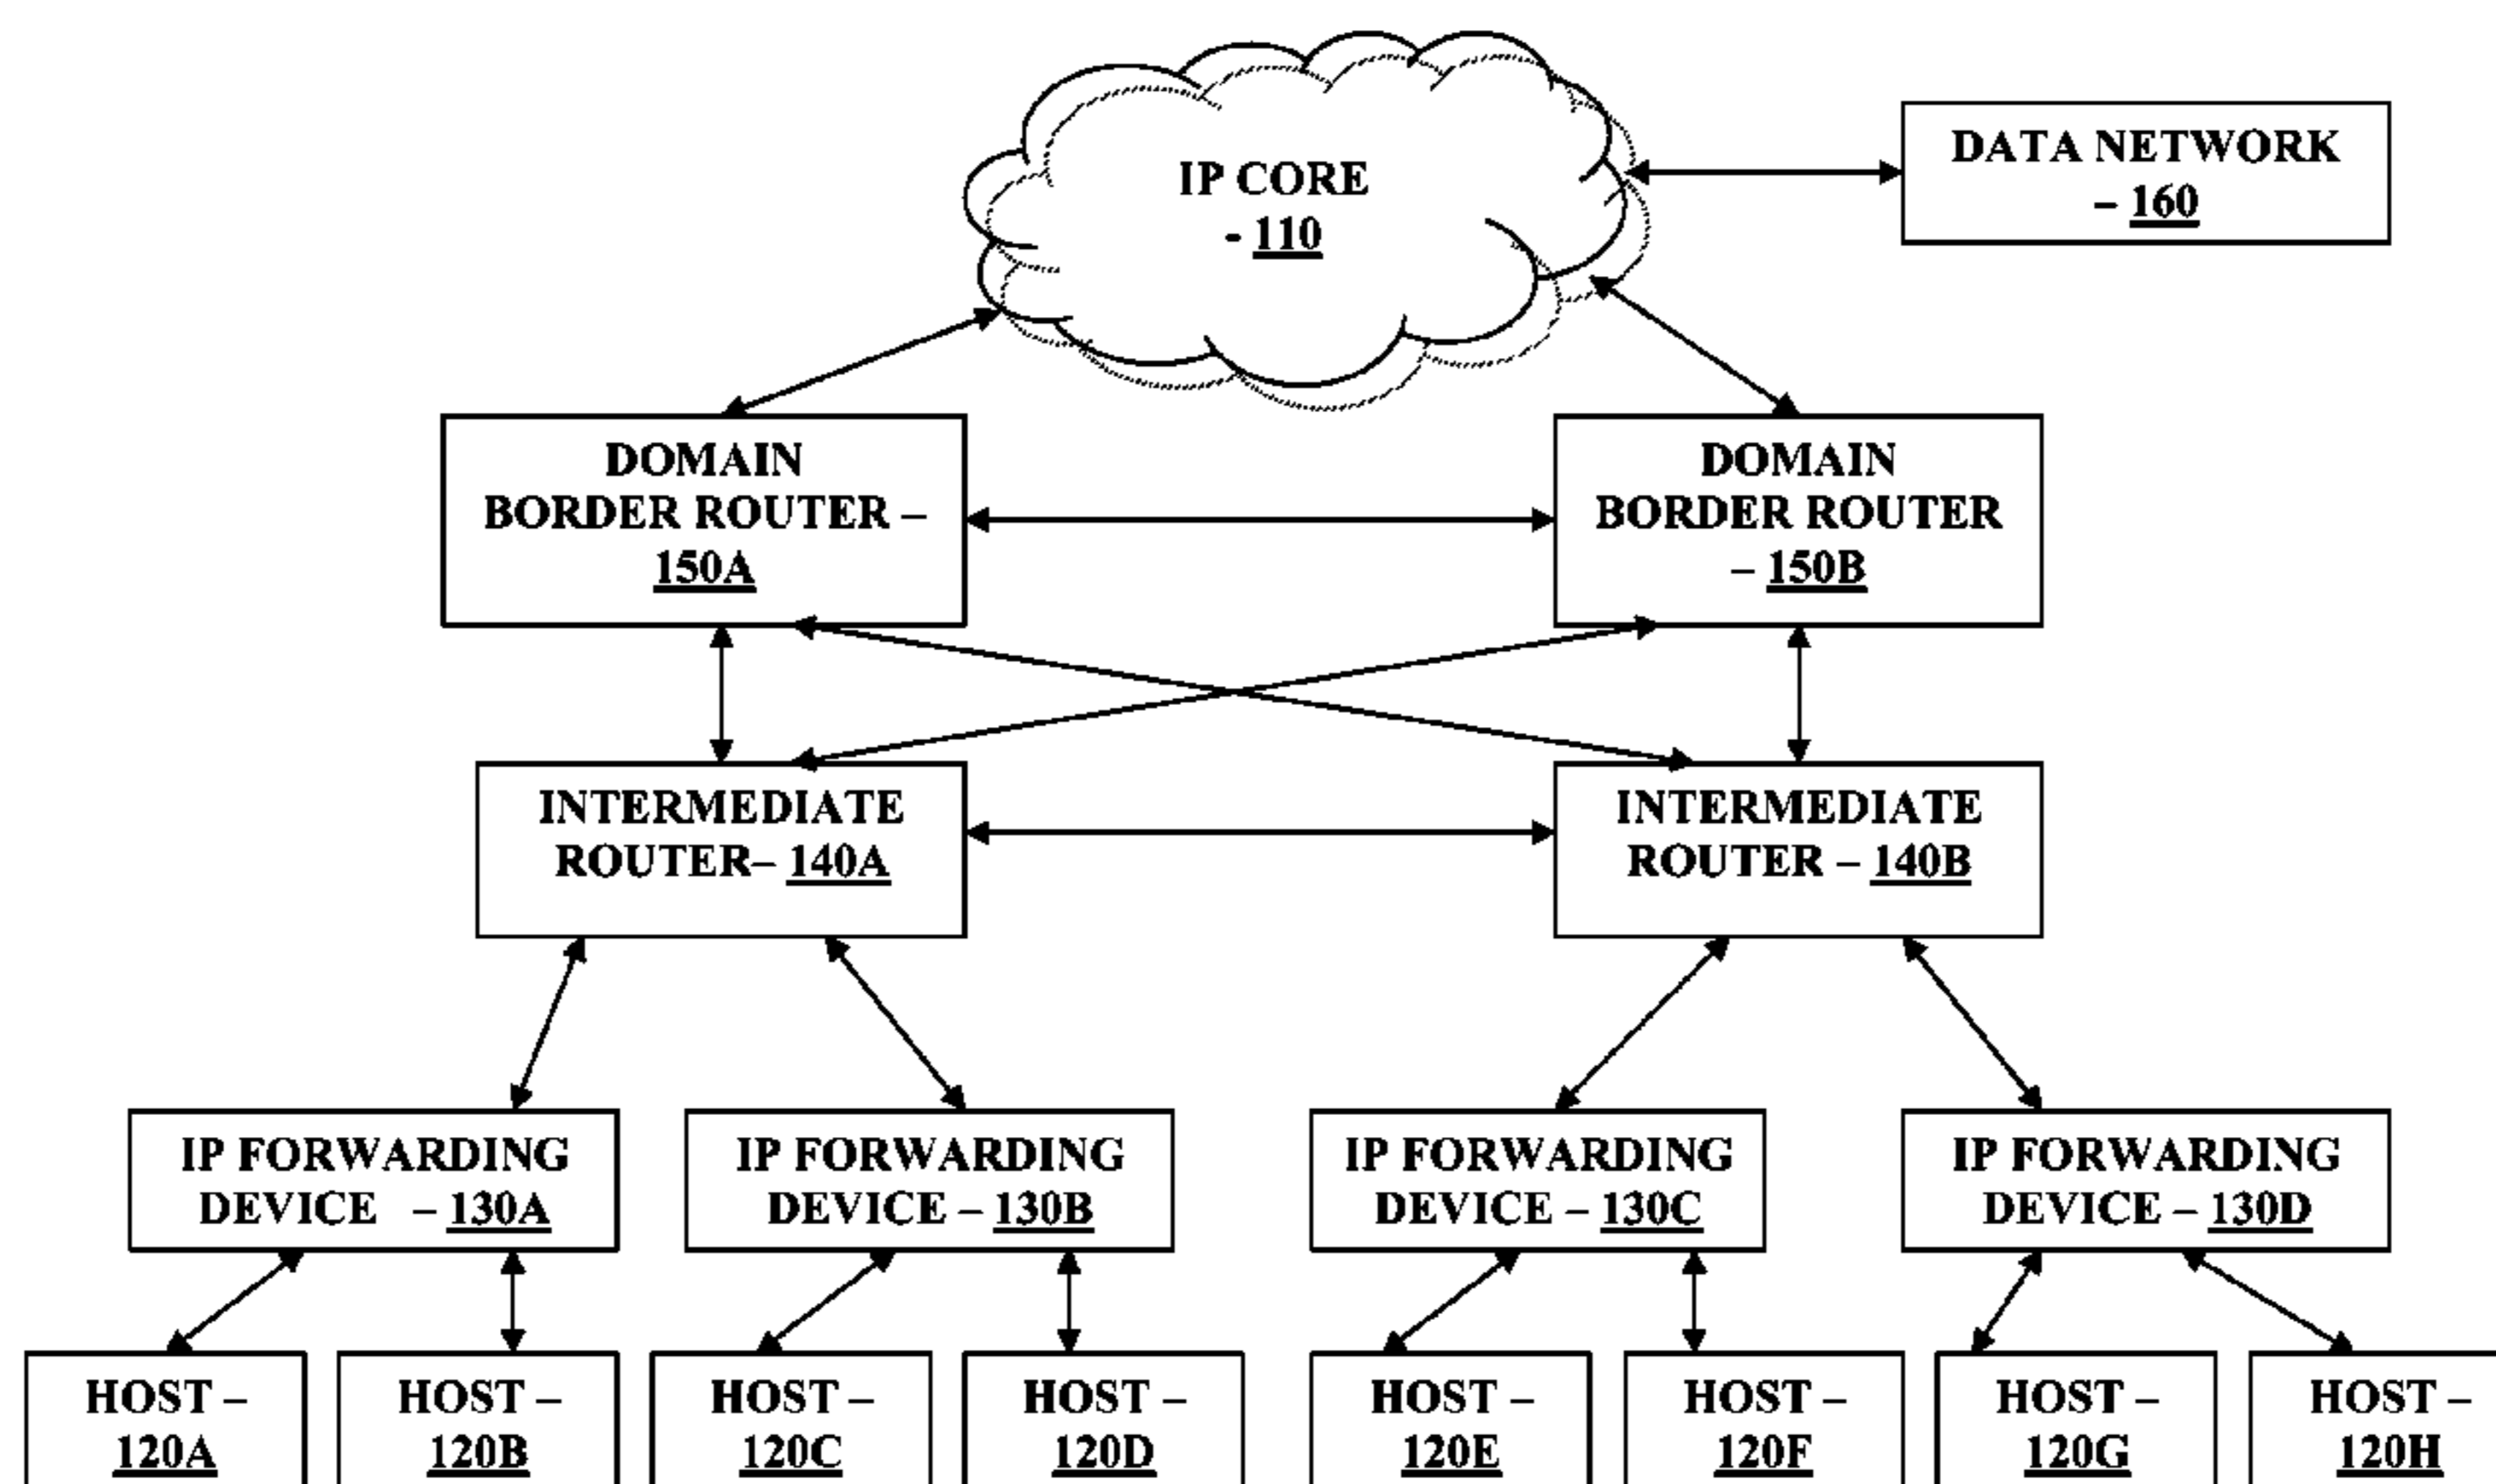 IP CORE
- 110
DATA NETWORK
– 160
DOMAIN
BORDER ROUTER –
150A
DOMAIN
BORDER ROUTER
– 150B
INTERMEDIATE
ROUTER– 140A
INTERMEDIATE
ROUTER – 140B
IP FORWARDING
DEVICE – 130A
IP FORWARDING
DEVICE – 130B
IP FORWARDING
DEVICE – 130C
IP FORWARDING
DEVICE – 130D
HOST –
120A
HOST –
120B
HOST –
120C
HOST –
120D
HOST –
120E
HOST –
120F
HOST –
120G
HOST –
120H